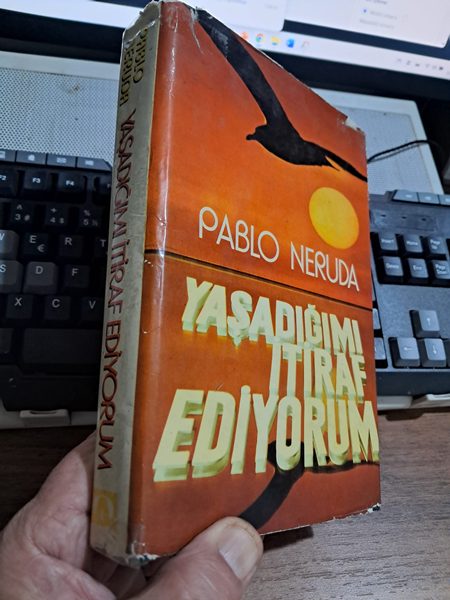 PABLO NERUDA
YAŞADIĞIMI
İTİRAF
EDİYORUM
PABLO
NERUDA
YAŞADIĞIMI İTİRAF EDİYORUM